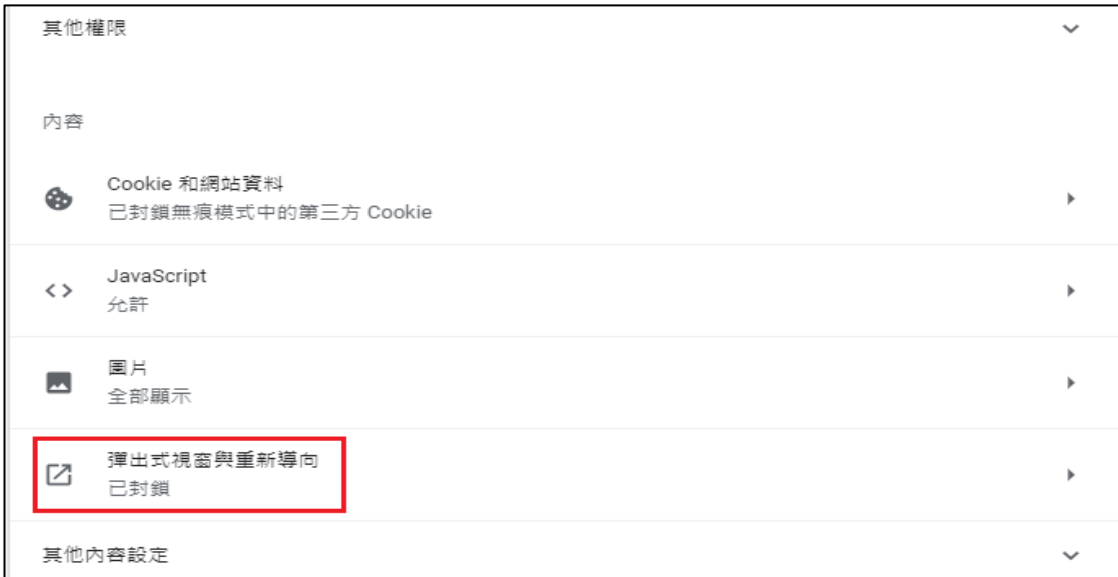 其他權限
內容
Cookie 和網站資料
已封鎖無痕模式中的第三方 Cookie
JavaScript
允許
圖片
全部顯示
彈出式視窗與重新導向
已封鎖
其他內容設定